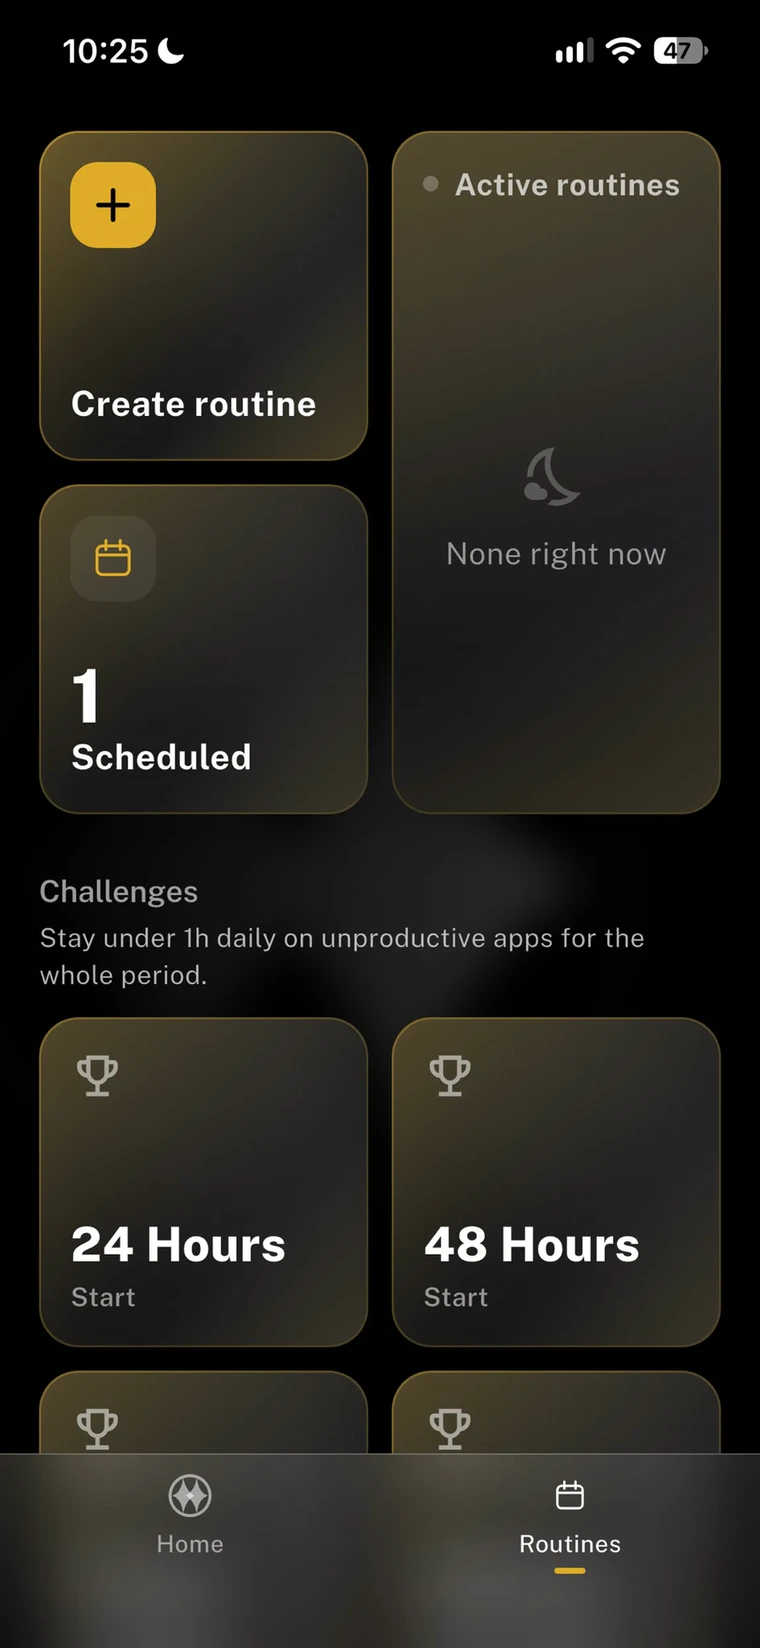 10:25
47
Create routine
Active routines
None right now
1
Scheduled
Challenges
Stay under 1h daily on unproductive apps for the
whole period.
24 Hours
Start
48 Hours
Start
Home
Routines